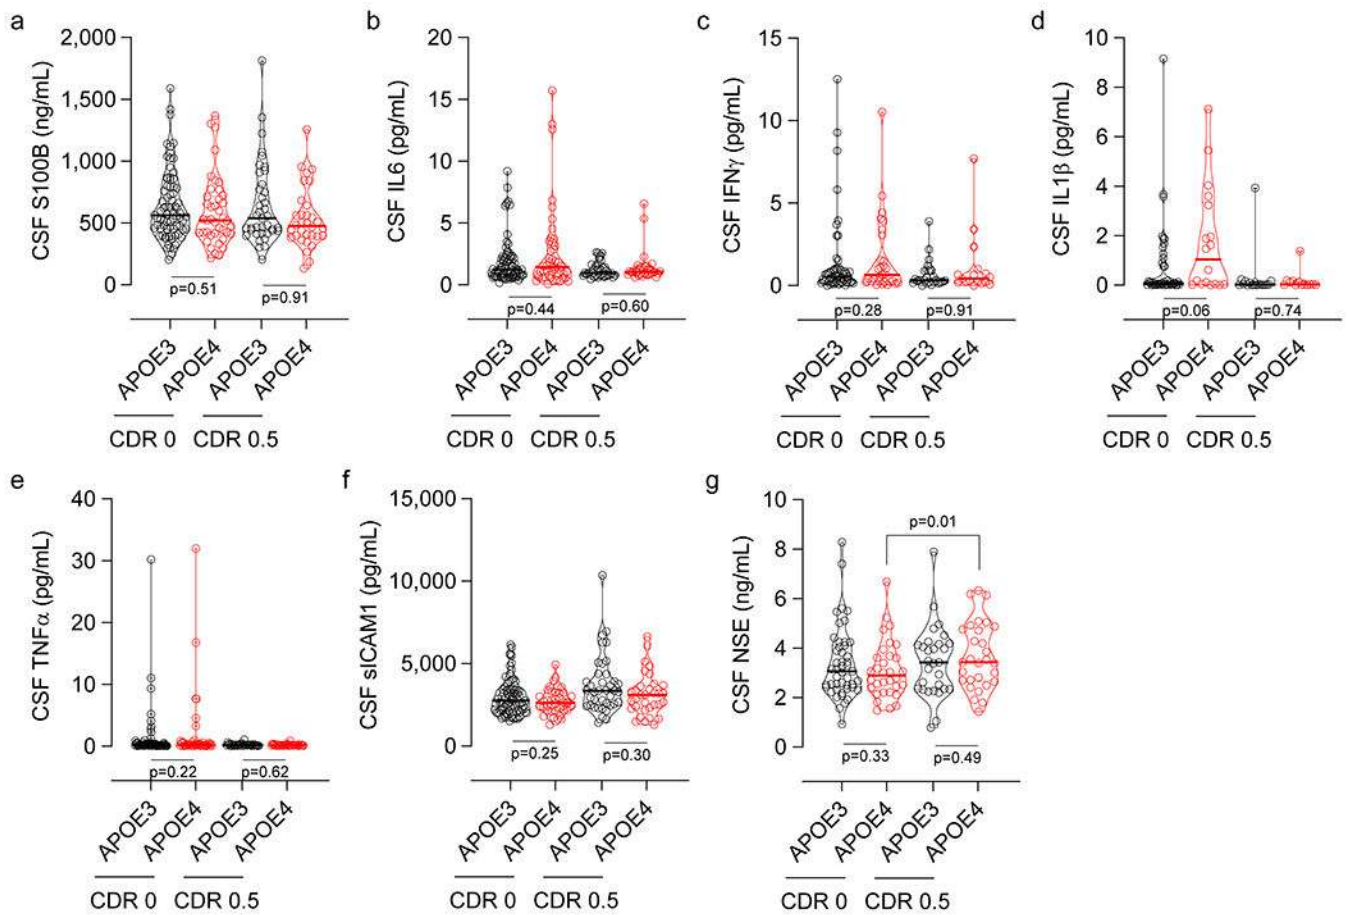 a
CSF S100B (ng/mL)
2,000
1,500
1,000
500
0
p=0.51
p=0.91
APOE3
APOE4
APOE3
APOE4
CDR 0
CDR 0.5
b
CSF IL6 (pg/mL)
20
15
10
5
0
p=0.44
p=0.60
APOE3
APOE4
APOE3
APOE4
CDR 0
CDR 0.5
c
CSF IFNγ (pg/mL)
15
10
5
0
p=0.28
p=0.91
APOE3
APOE4
APOE3
APOE4
CDR 0
CDR 0.5
d
CSF IL1β (pg/mL)
10
8
6
4
2
0
p=0.06
p=0.74
APOE3
APOE4
APOE3
APOE4
CDR 0
CDR 0.5
e
CSF TNFα (pg/mL)
40
30
20
10
0
p=0.22
p=0.62
APOE3
APOE4
APOE3
APOE4
CDR 0
CDR 0.5
f
CSF sICAM1 (pg/mL)
15,000
10,000
5,000
0
p=0.25
p=0.30
APOE3
APOE4
APOE3
APOE4
CDR 0
CDR 0.5
g
CSF NSE (ng/mL)
10
8
6
4
2
0
p=0.01
p=0.33
p=0.49
APOE3
APOE4
APOE3
APOE4
CDR 0
CDR 0.5